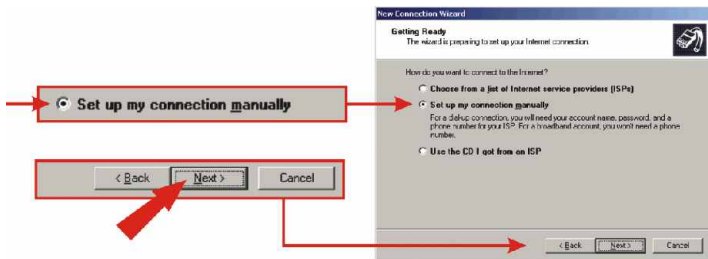 Set up my connection manually
< Back Next > Cancel
New Connection Wizard
Getting Ready
The wizard is preparing to set up your Internet connection.
How do you want to connect to the Internet?
Choose from a list of Internet service providers (ISPs)
Set up my connection manually
For a dial-up connection, you will need your account name, password, and a
phone number for your ISP. For a broadband account, you won't need a phone
number.
Use the CD I got from an ISP
< Back Next > Cancel